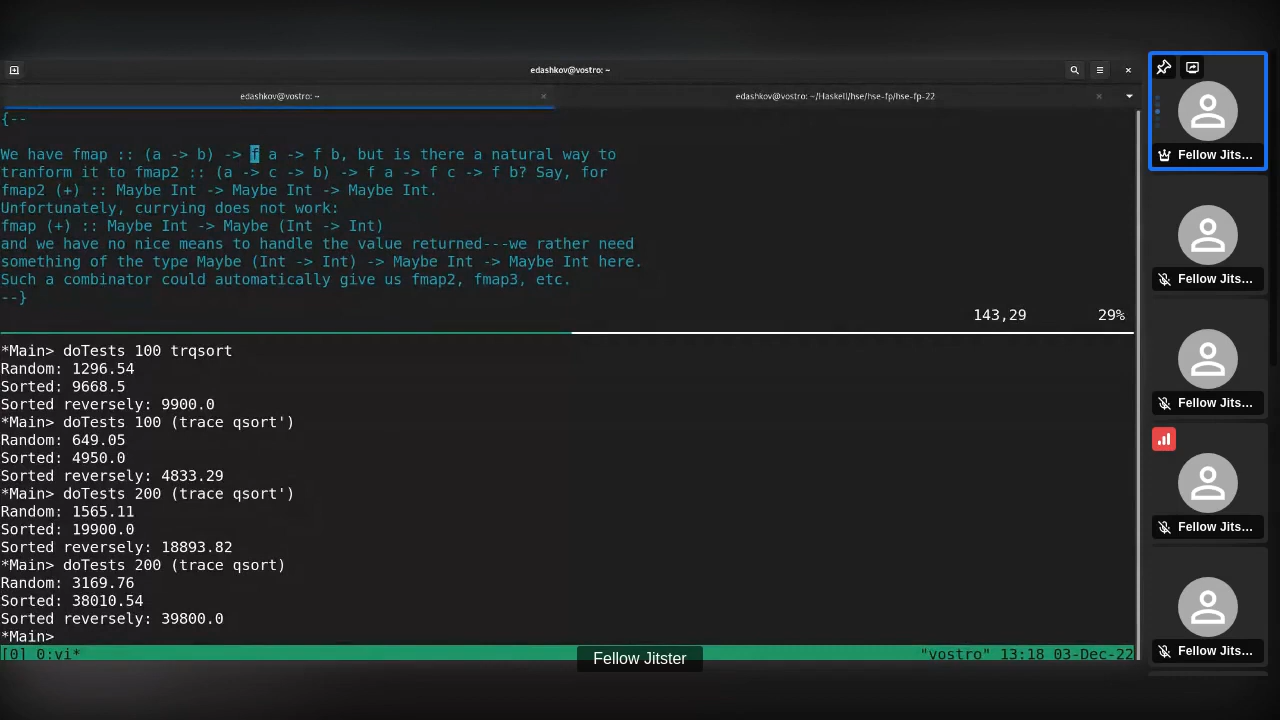 edashkov@vostro: ~
edashkov@vostro: ~
edashkov@vostro: ~/Haskell/hse/hse-fp/hse-fp-22
{--
We have fmap :: (a -> b) -> f a -> f b, but is there a natural way to
tranform it to fmap2 :: (a -> c -> b) -> f a -> f c -> f b? Say, for
fmap2 (+) :: Maybe Int -> Maybe Int -> Maybe Int.
Unfortunately, currying does not work:
fmap (+) :: Maybe Int -> Maybe (Int -> Int)
and we have no nice means to handle the value returned---we rather need
something of the type Maybe (Int -> Int) -> Maybe Int -> Maybe Int here.
Such a combinator could automatically give us fmap2, fmap3, etc.
--}
143,29 29%
*Main> doTests 100 trqsort
Random: 1296.54
Sorted: 9668.5
Sorted reversely: 9900.0
*Main> doTests 100 (trace qsort')
Random: 649.05
Sorted: 4950.0
Sorted reversely: 4833.29
*Main> doTests 200 (trace qsort')
Random: 1565.11
Sorted: 19900.0
Sorted reversely: 18893.82
*Main> doTests 200 (trace qsort)
Random: 3169.76
Sorted: 38010.54
Sorted reversely: 39800.0
*Main>
[0] 0:vi* "vostro" 13:18 03-Dec-22
Fellow Jitster
Fellow Jits...
Fellow Jits...
Fellow Jits...
Fellow Jits...
Fellow Jits...